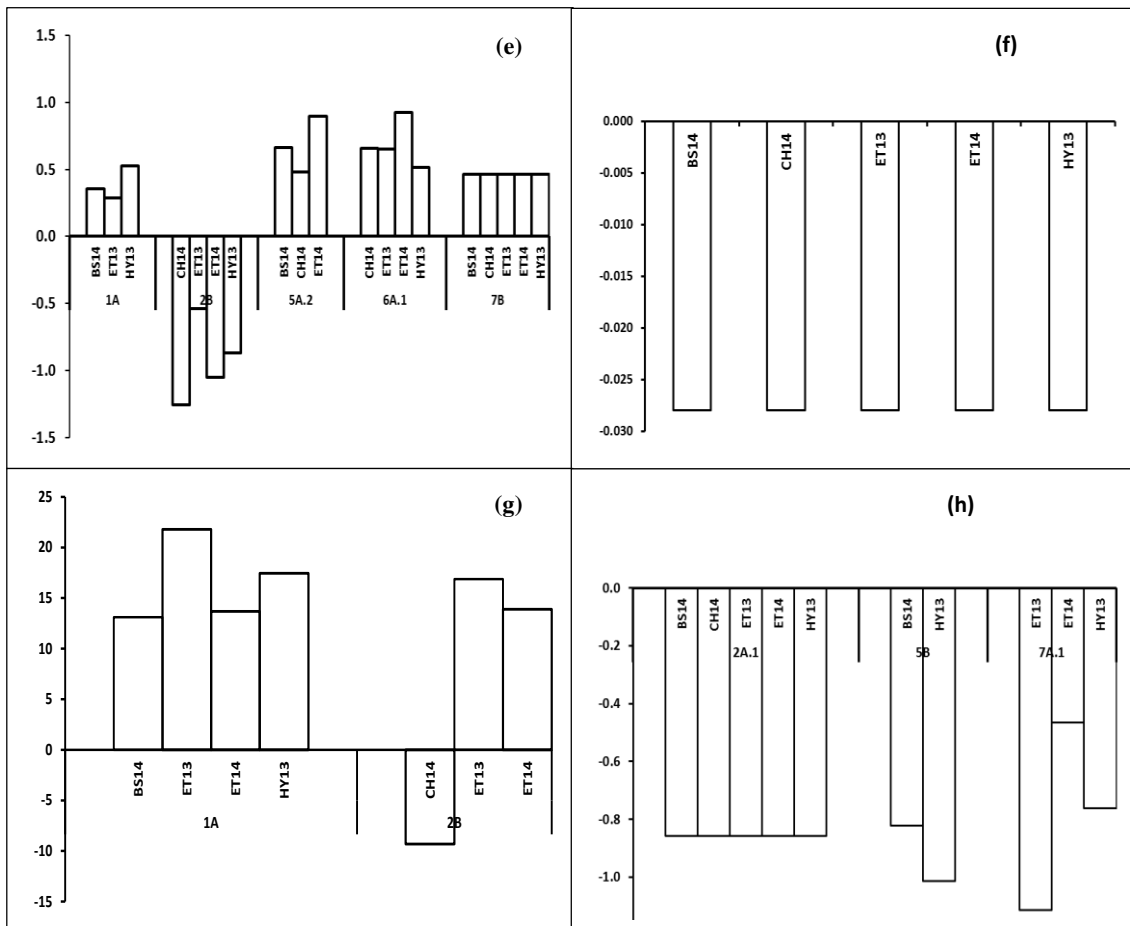 (e)
1.5
1.0
0.5
0.0
-0.5
-1.0
-1.5
BS14 ET13 HY13 CH14 ET13 ET14 HY13 BS14 CH14 ET14 CH14 ET13 ET14 HY13 BS14 CH14 ET13 ET14 HY13
1A 2B 5A.2 6A.1 7B
(f)
0.000
-0.005
-0.010
-0.015
-0.020
-0.025
-0.030
BS14 CH14 ET13 ET14 HY13
(g)
25
20
15
10
5
0
-5
-10
-15
BS14 ET13 ET14 HY13 CH14 ET13 ET14
1A 2B
(h)
0.0
-0.2
-0.4
-0.6
-0.8
-1.0
BS14 CH14 ET13 ET14 HY13 BS14 HY13 ET13 ET14 HY13
2A.1 5B 7A.1